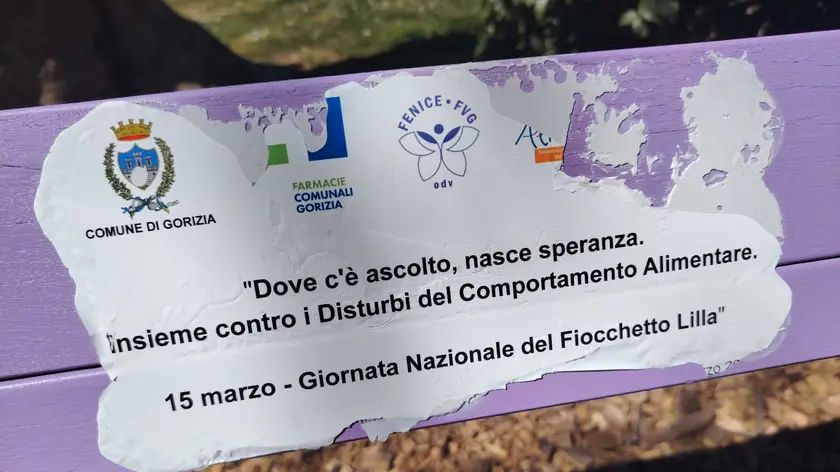 COMUNE DI GORIZIA
FARMACIE
COMUNALI
GORIZIA
FENICE • FVG
odv
"Dove c'è ascolto, nasce speranza.
Insieme contro i Disturbi del Comportamento Alimentare.
15 marzo - Giornata Nazionale del Fiocchetto Lilla"